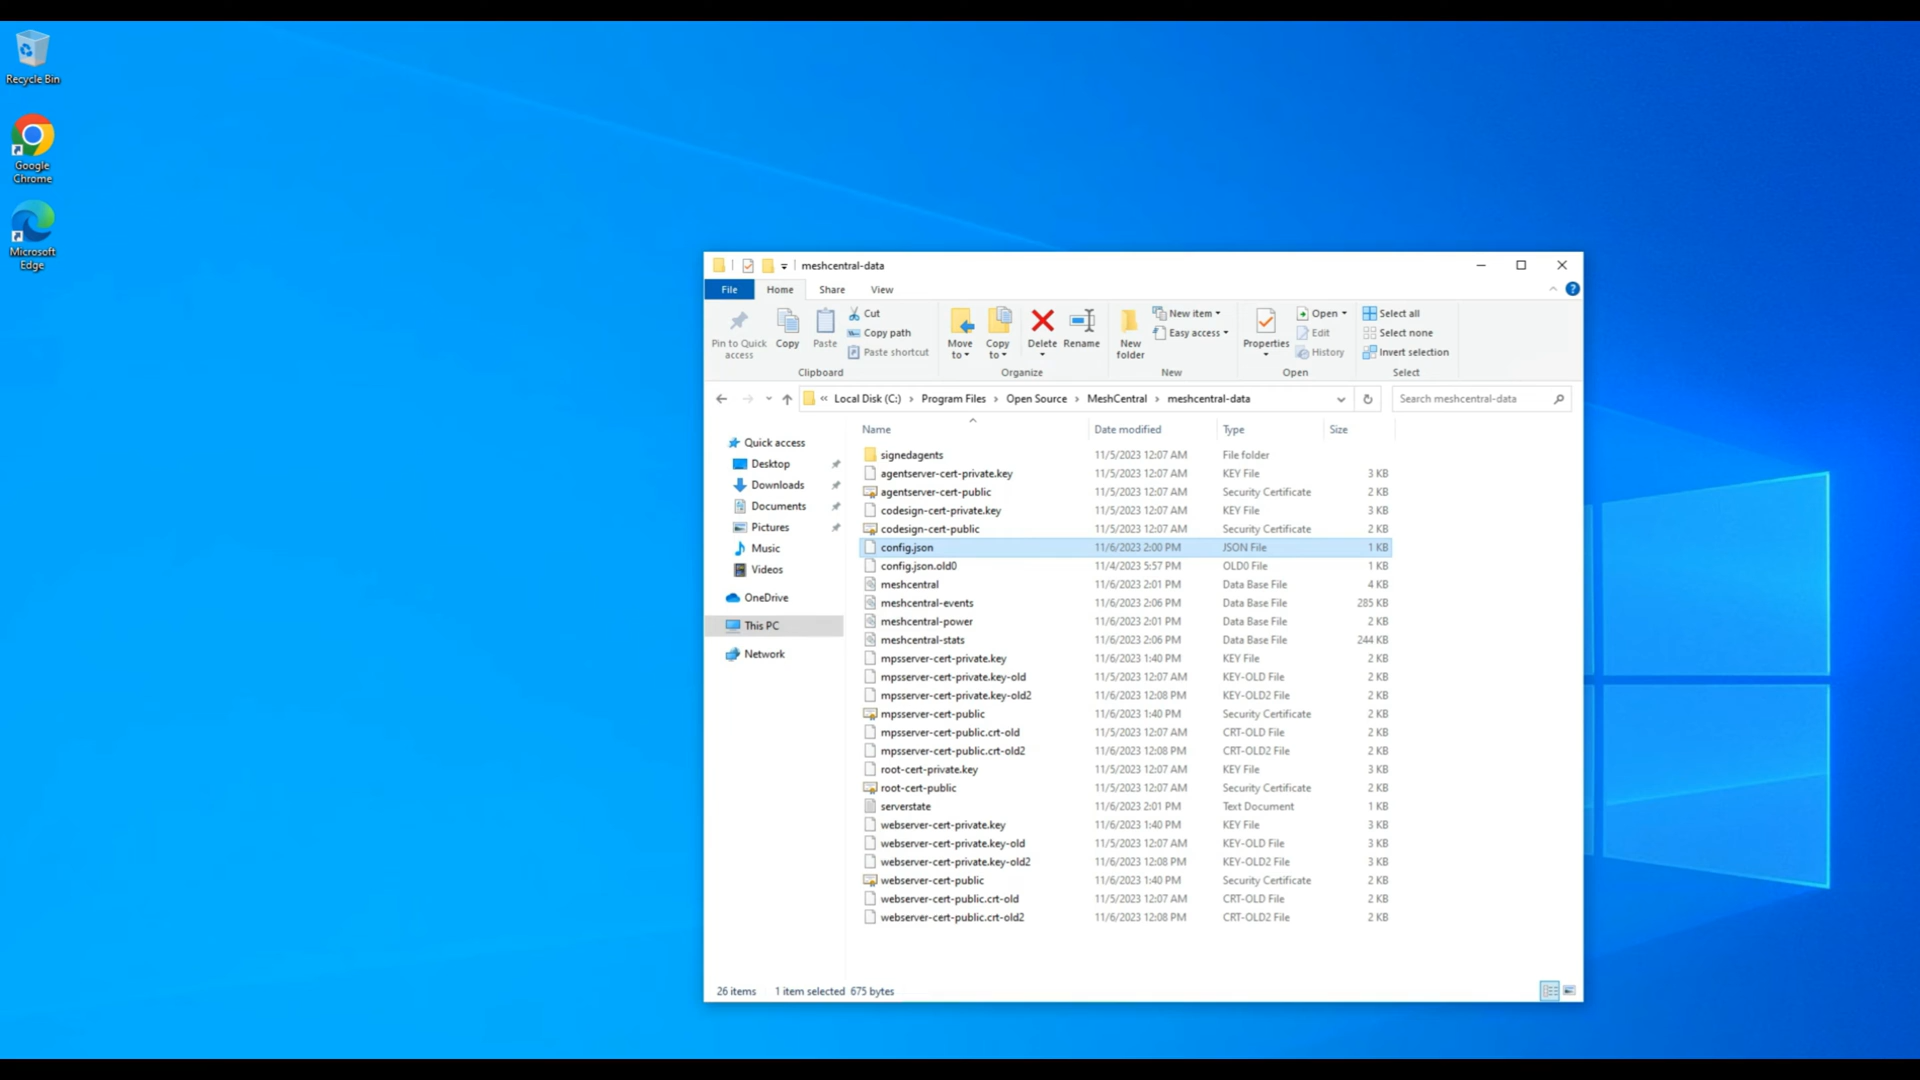 Recycle Bin
Google
Chrome
Microsoft
Edge
meshcentral-data
File Home Share View
Pin to Quick access
Copy
Paste
Cut
Copy path
Paste shortcut
Clipboard
Move to
Copy to
Delete
Rename
Organize
New folder
New item
Easy access
New
Properties
Open
Edit
History
Open
Select all
Select none
Invert selection
Select
« Local Disk (C:) › Program Files › Open Source › MeshCentral › meshcentral-data
Search meshcentral-data
Quick access
Desktop
Downloads
Documents
Pictures
Music
Videos
OneDrive
This PC
Network
Name Date modified Type Size
signedagents 11/5/2023 12:07 AM File folder
agentserver-cert-private.key 11/5/2023 12:07 AM KEY File 3 KB
agentserver-cert-public 11/5/2023 12:07 AM Security Certificate 2 KB
codesign-cert-private.key 11/5/2023 12:07 AM KEY File 3 KB
codesign-cert-public 11/5/2023 12:07 AM Security Certificate 2 KB
config.json 11/6/2023 2:00 PM JSON File 1 KB
config.json.old0 11/4/2023 5:57 PM OLD0 File 1 KB
meshcentral 11/6/2023 2:01 PM Data Base File 4 KB
meshcentral-events 11/6/2023 2:06 PM Data Base File 285 KB
meshcentral-power 11/6/2023 2:01 PM Data Base File 2 KB
meshcentral-stats 11/6/2023 2:06 PM Data Base File 244 KB
mpsserver-cert-private.key 11/6/2023 1:40 PM KEY File 2 KB
mpsserver-cert-private.key-old 11/5/2023 12:07 AM KEY-OLD File 2 KB
mpsserver-cert-private.key-old2 11/6/2023 12:08 PM KEY-OLD2 File 2 KB
mpsserver-cert-public 11/6/2023 1:40 PM Security Certificate 2 KB
mpsserver-cert-public.crt-old 11/5/2023 12:07 AM CRT-OLD File 2 KB
mpsserver-cert-public.crt-old2 11/6/2023 12:08 PM CRT-OLD2 File 2 KB
root-cert-private.key 11/5/2023 12:07 AM KEY File 3 KB
root-cert-public 11/5/2023 12:07 AM Security Certificate 2 KB
serverstate 11/6/2023 2:01 PM Text Document 1 KB
webserver-cert-private.key 11/6/2023 1:40 PM KEY File 3 KB
webserver-cert-private.key-old 11/5/2023 12:07 AM KEY-OLD File 3 KB
webserver-cert-private.key-old2 11/6/2023 12:08 PM KEY-OLD2 File 3 KB
webserver-cert-public 11/6/2023 1:40 PM Security Certificate 2 KB
webserver-cert-public.crt-old 11/5/2023 12:07 AM CRT-OLD File 2 KB
webserver-cert-public.crt-old2 11/6/2023 12:08 PM CRT-OLD2 File 2 KB
26 items 1 item selected 675 bytes